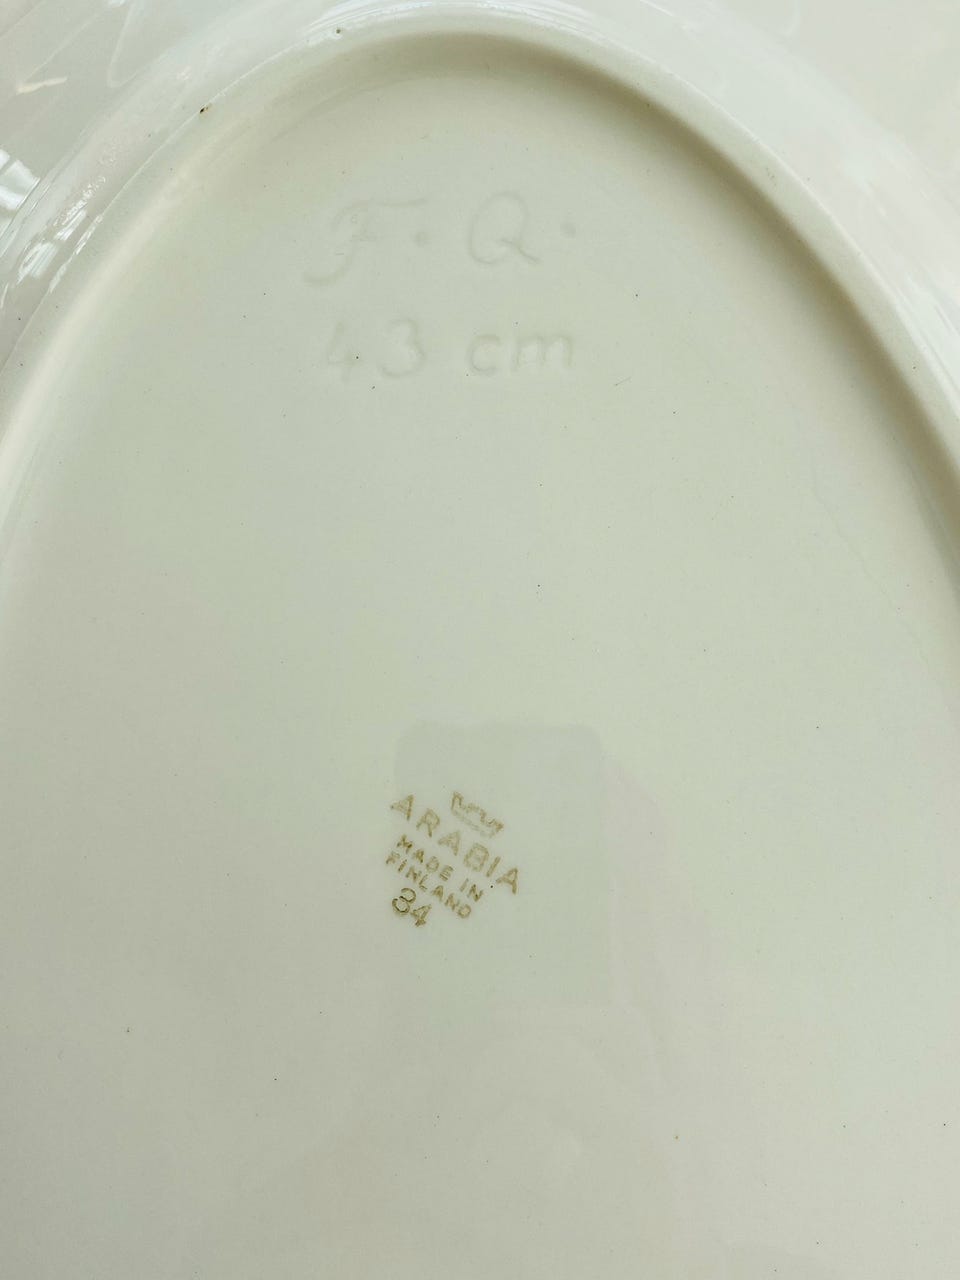 F. Q.
43 cm
ARABIA
MADE IN
FINLAND
34